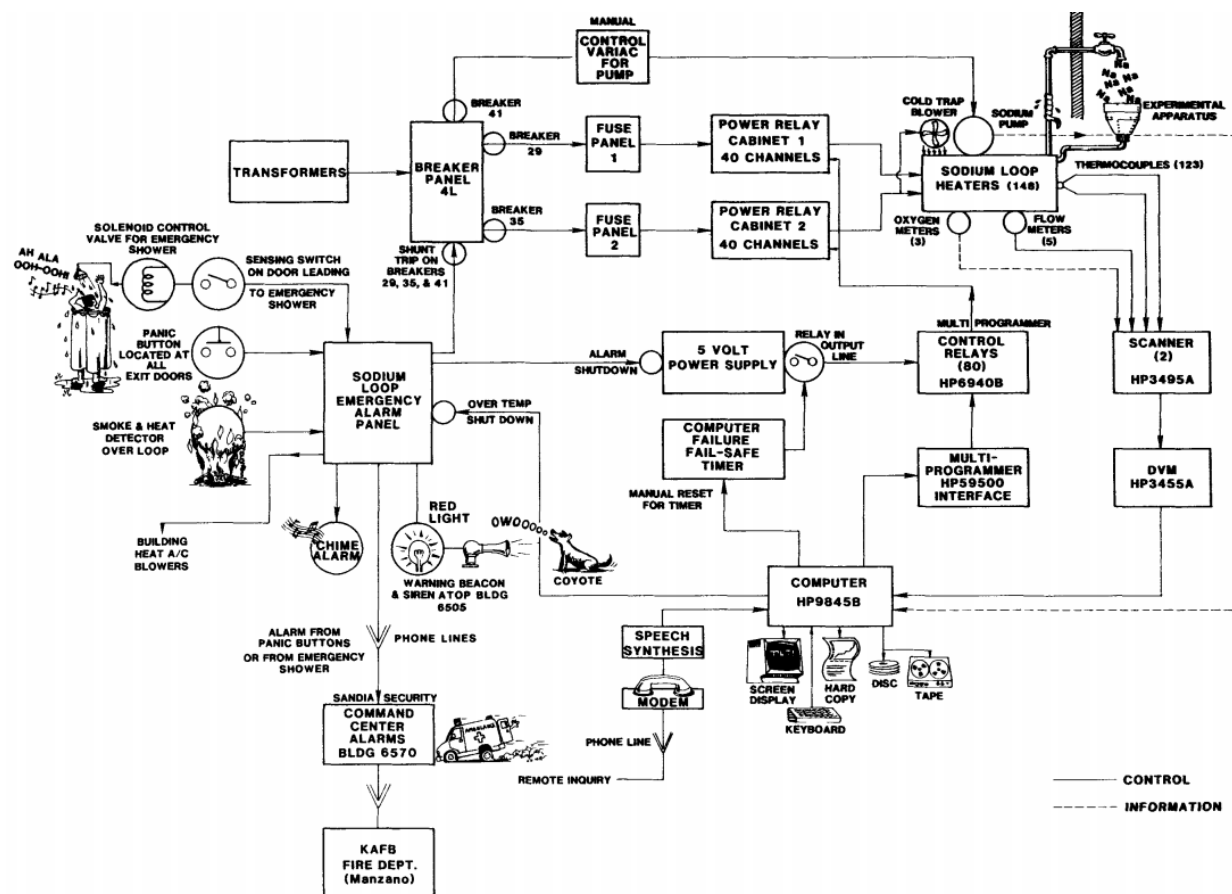 MANUAL
CONTROL
VARIAC
FOR
PUMP
BREAKER
41
BREAKER
29
BREAKER
35
TRANSFORMERS
BREAKER
PANEL
4L
FUSE
PANEL
1
FUSE
PANEL
2
POWER RELAY
CABINET 1
40 CHANNELS
POWER RELAY
CABINET 2
40 CHANNELS
COLD TRAP
BLOWER
SODIUM
PUMP
Na
Na
Na
Na
Na
Na
Na
EXPERIMENTAL
APPARATUS
SODIUM LOOP
HEATERS (148)
THERMOCOUPLES (123)
OXYGEN
METERS (3)
FLOW
METERS (5)
SHUNT
TRIP ON
BREAKERS
29, 35, & 41
SOLENOID CONTROL
VALVE FOR EMERGENCY
SHOWER
AH ALA
OOH-OOH!
SENSING SWITCH
ON DOOR LEADING
TO EMERGENCY
SHOWER
PANIC
BUTTON
LOCATED AT
ALL
EXIT DOORS
SMOKE & HEAT
DETECTOR
OVER LOOP
SODIUM
LOOP
EMERGENCY
ALARM
PANEL
ALARM
SHUTDOWN
OVER TEMP
SHUT DOWN
5 VOLT
POWER SUPPLY
RELAY IN
OUTPUT
LINE
MULTI PROGRAMMER
CONTROL
RELAYS
(80)
HP6940B
SCANNER
(2)
HP3495A
COMPUTER
FAILURE
FAIL-SAFE
TIMER
MULTI-
PROGRAMMER
HP59500
INTERFACE
DVM
HP3455A
MANUAL RESET
FOR TIMER
BUILDING
HEAT A/C
BLOWERS
CHIME
ALARM
RED
LIGHT
WARNING BEACON
& SIREN ATOP BLDG
6505
OWOOOOO
COYOTE
COMPUTER
HP9845B
SPEECH
SYNTHESIS
MODEM
PHONE LINE
REMOTE INQUIRY
SCREEN
DISPLAY
HARD
COPY
DISC
TAPE
KEYBOARD
ALARM FROM
PANIC BUTTONS
OR FROM EMERGENCY
SHOWER
PHONE LINES
SANDIA SECURITY
COMMAND
CENTER
ALARMS
BLDG 6570
AMBULANCE
KAFB
FIRE DEPT.
(Manzano)
CONTROL
INFORMATION